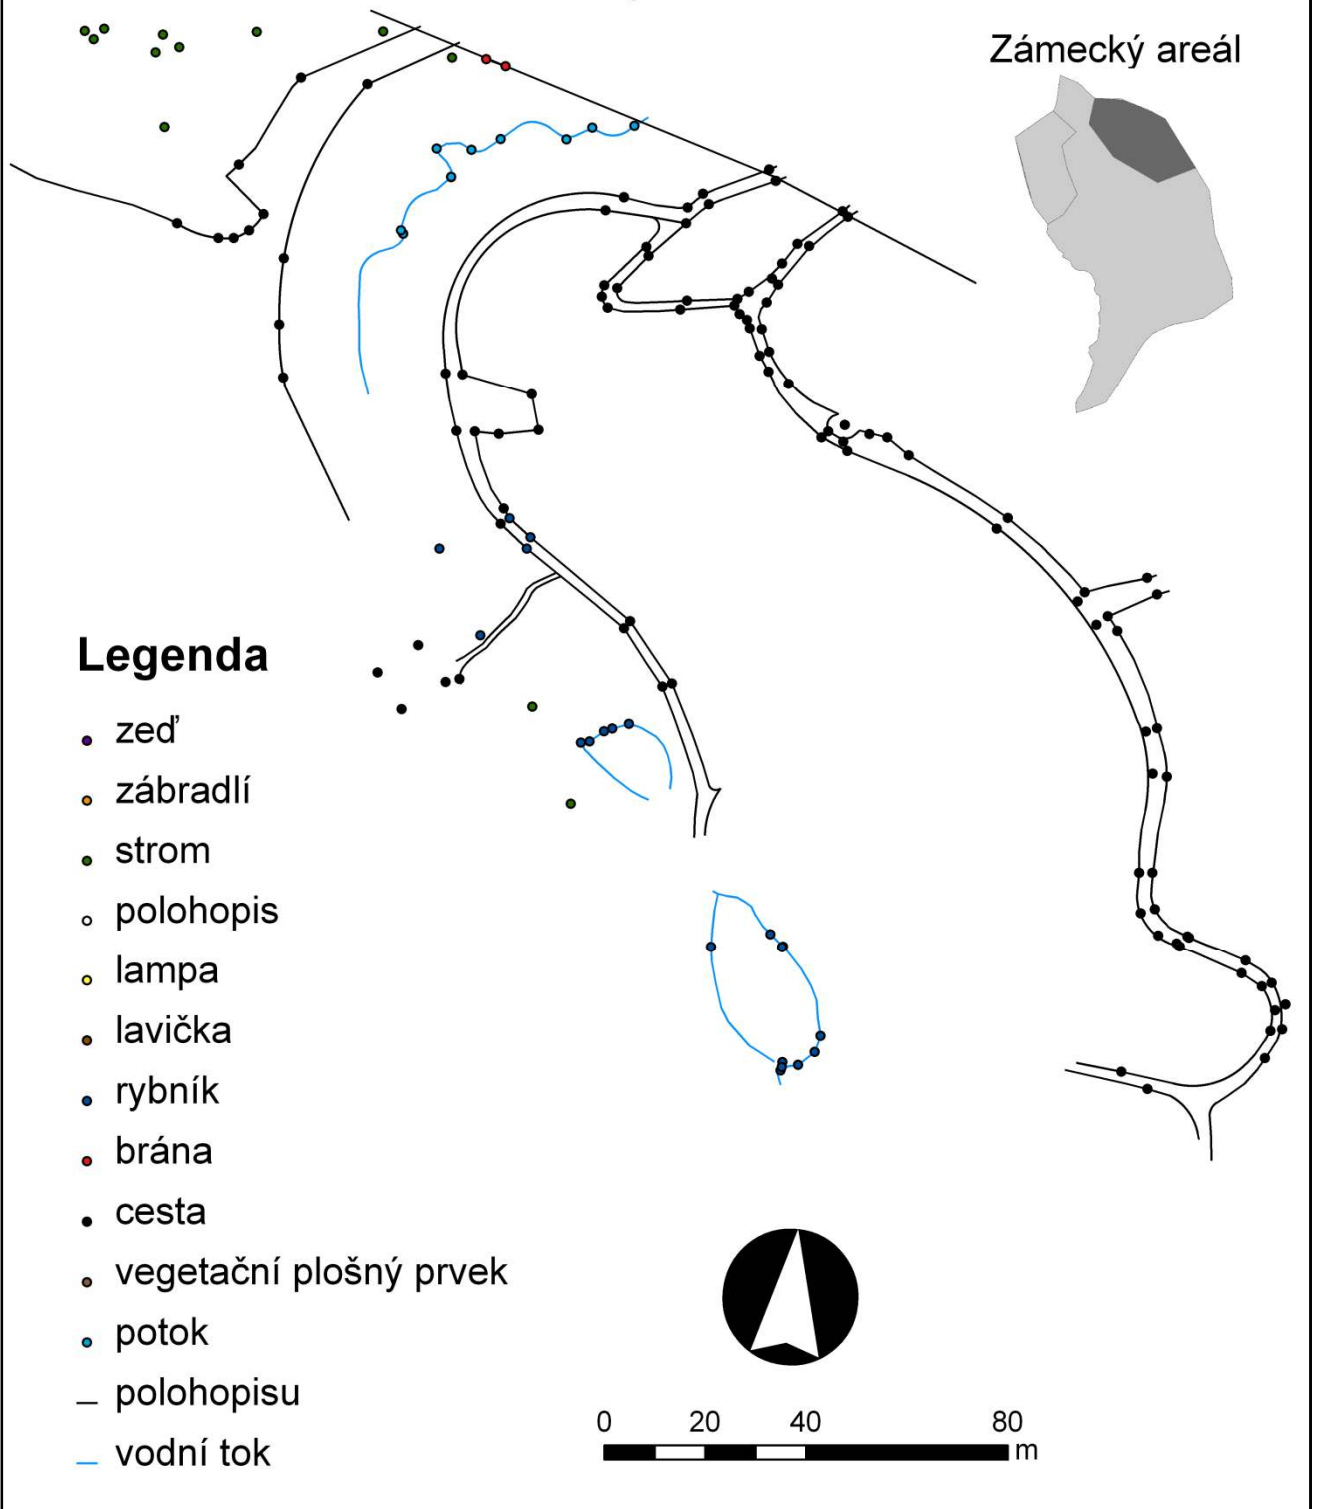 Zámecký areál
Legenda
zeď
zábradlí
strom
polohopis
lampa
lavička
rybník
brána
cesta
vegetační plošný prvek
potok
polohopisu
vodní tok
0 20 40 80
m